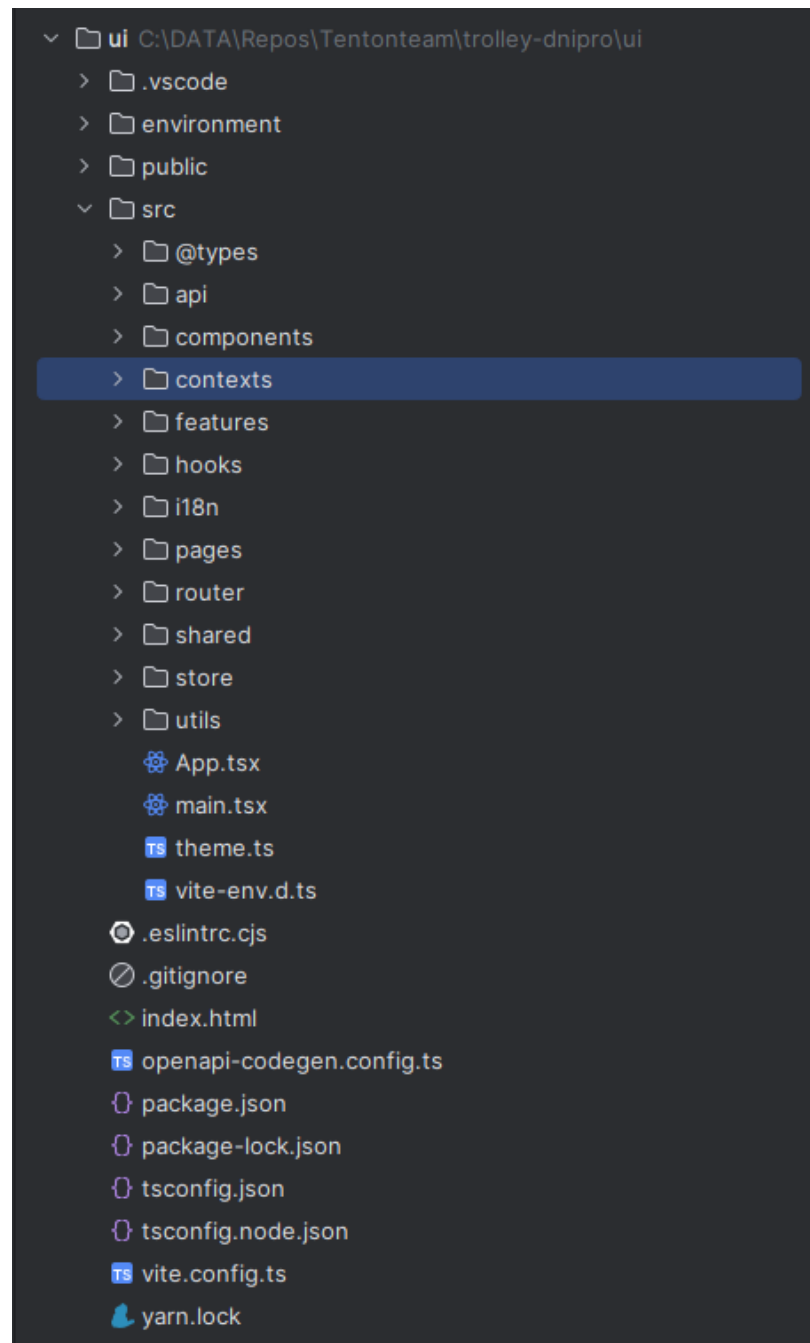 ui C:\DATA\Repos\Tentonteam\trolley-dnipro\ui
.vscode
environment
public
src
@types
api
components
contexts
features
hooks
i18n
pages
router
shared
store
utils
App.tsx
main.tsx
TS theme.ts
TS vite-env.d.ts
.eslintrc.cjs
.gitignore
<> index.html
TS openapi-codegen.config.ts
{} package.json
{} package-lock.json
{} tsconfig.json
{} tsconfig.node.json
TS vite.config.ts
yarn.lock